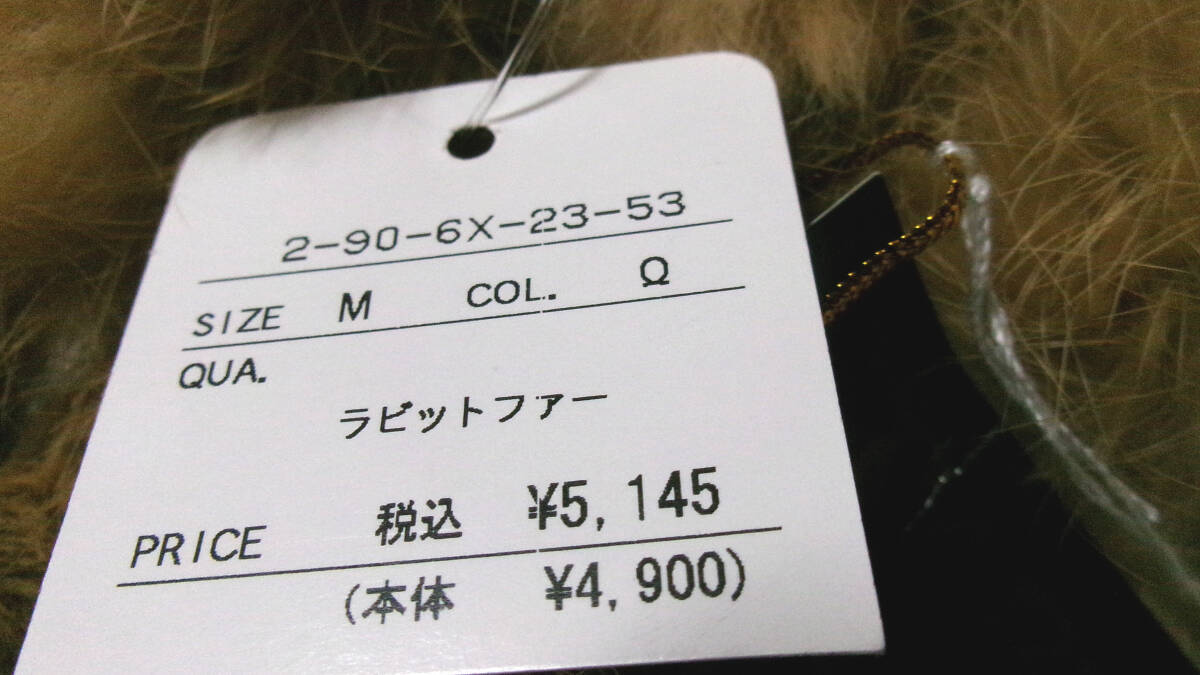 2-90-6X-23-53
SIZE M COL. Q
QUA.
ラビットファー
PRICE 税込 ¥5,145
(本体 ¥4,900)